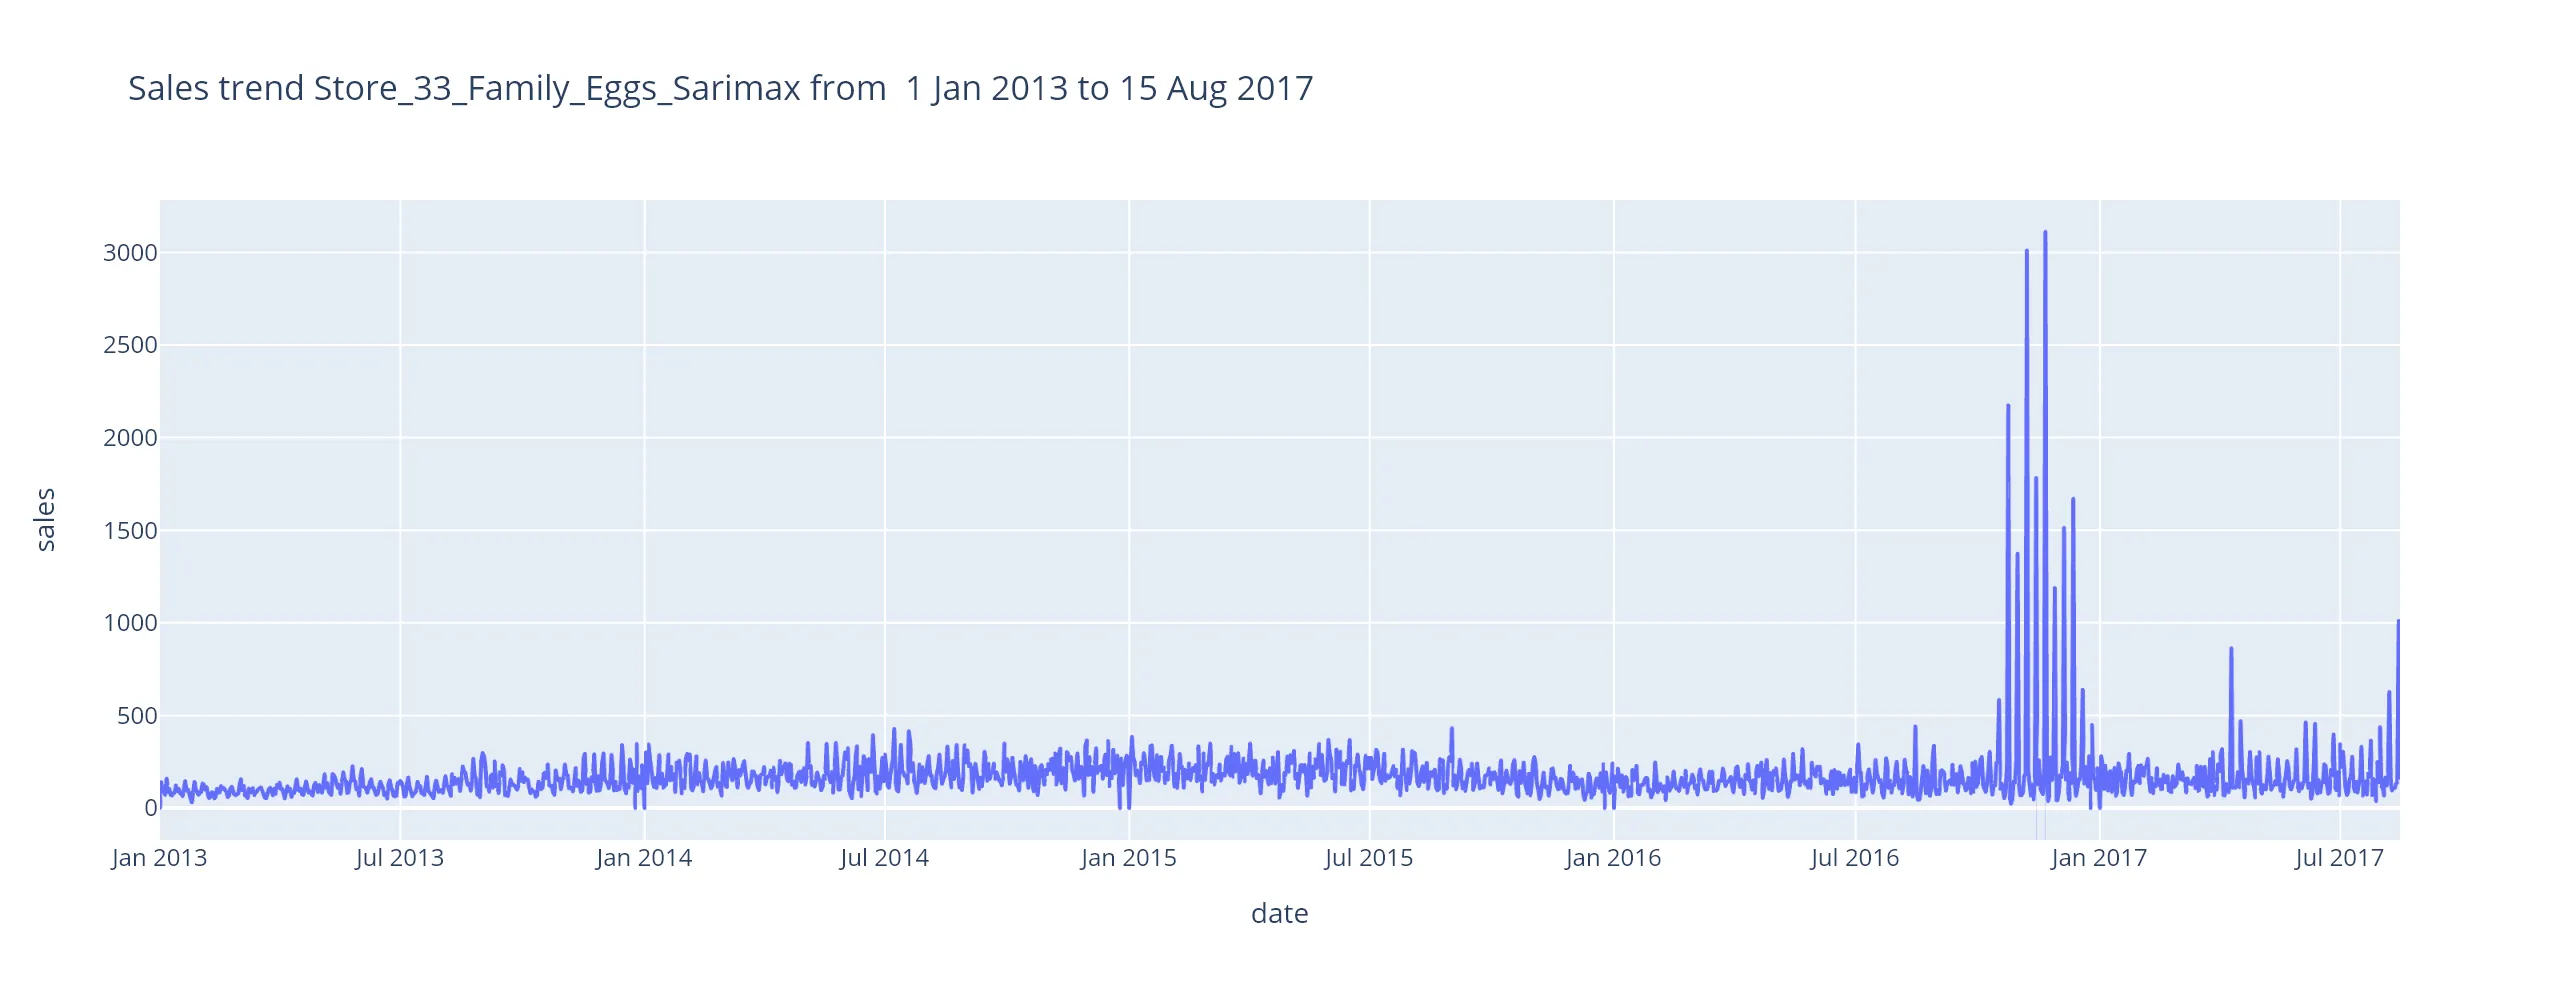 Sales trend Store_33_Family_Eggs_Sarimax from  1 Jan 2013 to 15 Aug 2017
3000
2500
2000
1500
1000
500
0
sales
Jan 2013 Jul 2013 Jan 2014 Jul 2014 Jan 2015 Jul 2015 Jan 2016 Jul 2016 Jan 2017 Jul 2017
date